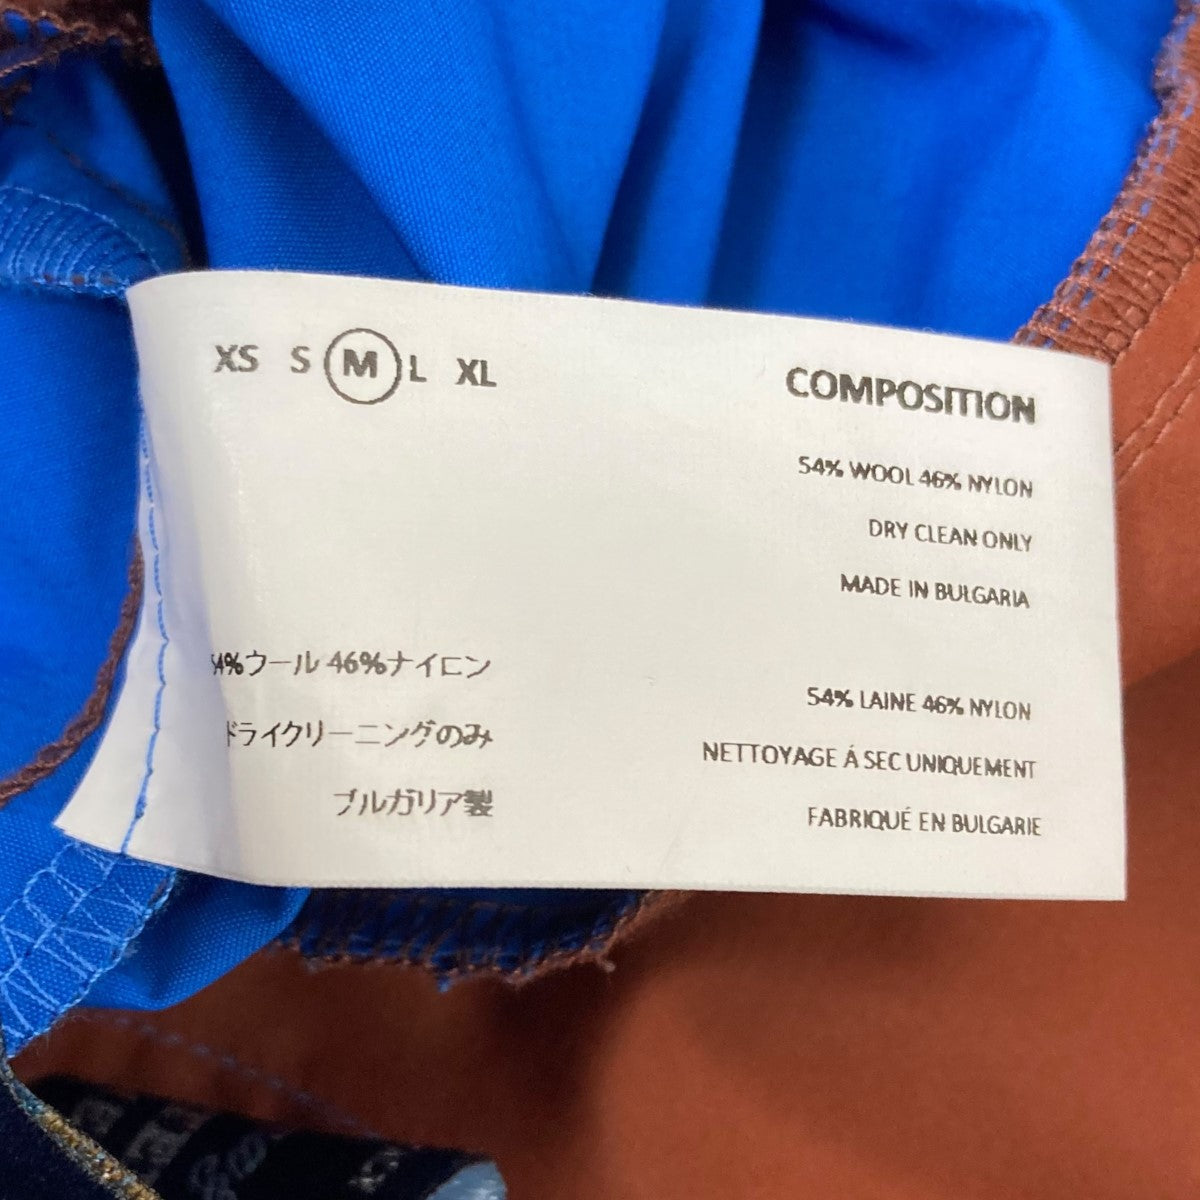 XS S M L XL
COMPOSITION
54% WOOL 46% NYLON
DRY CLEAN ONLY
MADE IN BULGARIA
54%ウール 46%ナイロン
ドライクリーニングのみ
ブルガリア製
54% LAINE 46% NYLON
NETTOYAGE Á SEC UNIQUEMENT
FABRIQUÉ EN BULGARIE